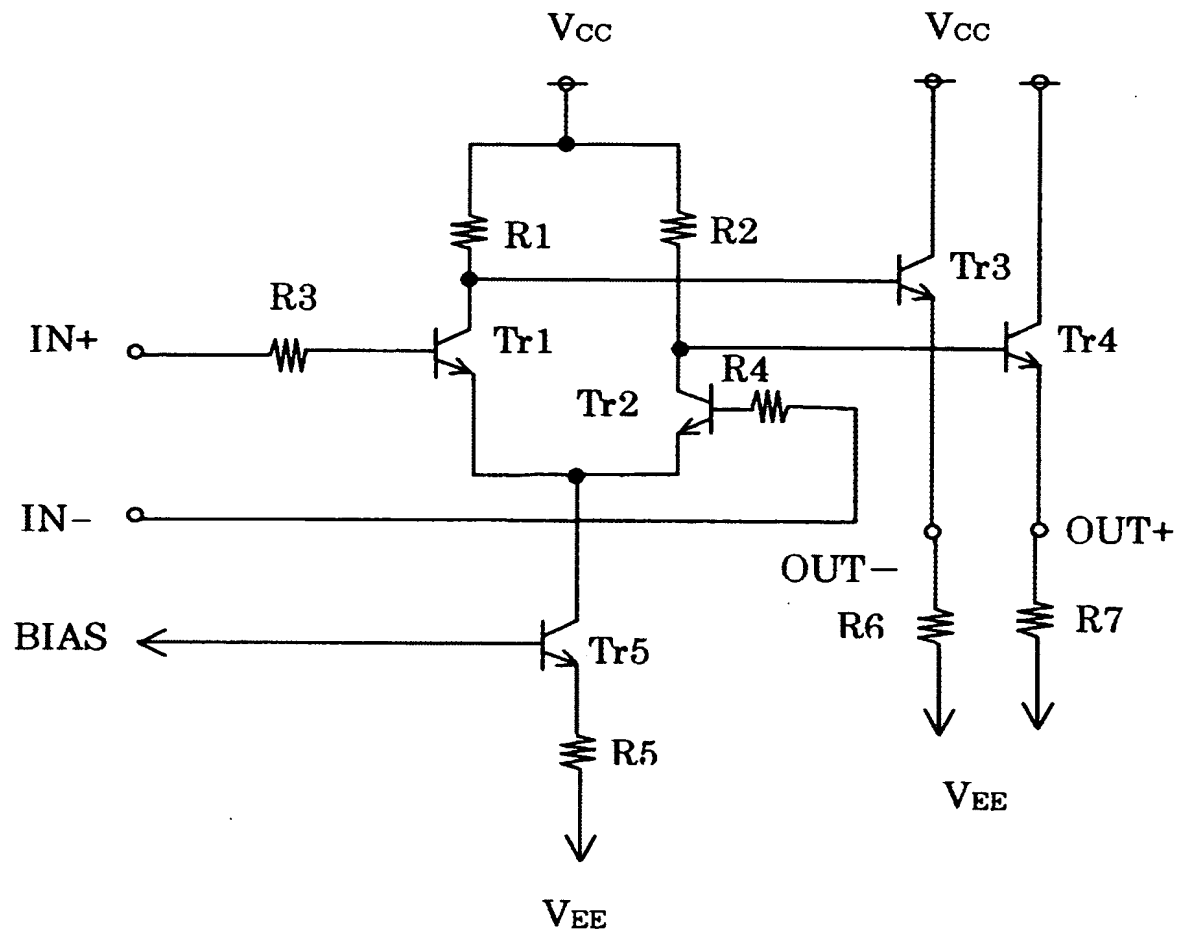 VCC
VCC
R1
R2
Tr3
R3
IN+
Tr1
Tr4
R4
Tr2
IN−
OUT+
OUT−
R6
R7
BIAS
Tr5
R5
VEE
VEE